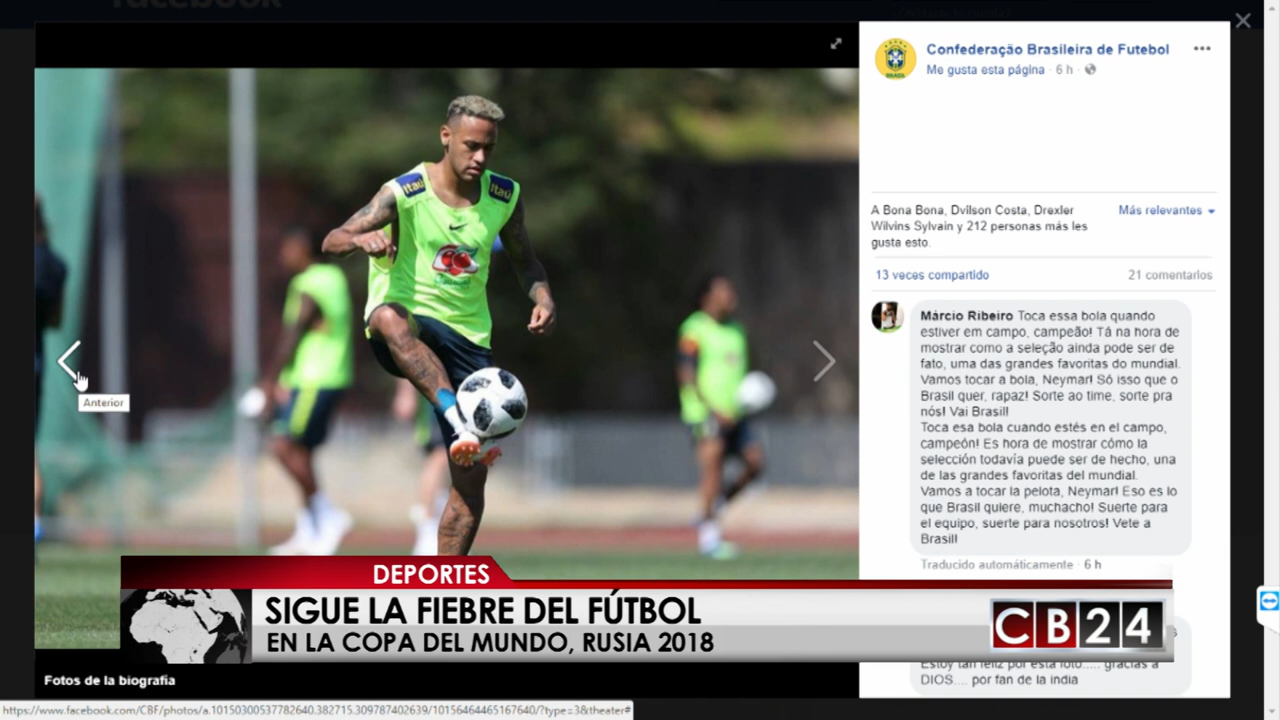 facebook
Confederação Brasileira de Futebol
Me gusta esta página · 6 h ·
A Bona Bona, Dvilson Costa, Drexler
Wilvins Sylvain y 212 personas más les
gusta esto.
Más relevantes
13 veces compartido
21 comentarios
Márcio Ribeiro Toca essa bola quando
estiver em campo, campeão! Tá na hora de
mostrar como a seleção ainda pode ser de
fato, uma das grandes favoritas do mundial.
Vamos tocar a bola, Neymar! Só isso que o
Brasil quer, rapaz! Sorte ao time, sorte pra
nós! Vai Brasil!
Toca esa bola cuando estés en el campo,
campeón! Es hora de mostrar cómo la
selección todavía puede ser de hecho, una
de las grandes favoritas del mundial.
Vamos a tocar la pelota, Neymar! Eso es lo
que Brasil quiere, muchacho! Suerte para
el equipo, suerte para nosotros! Vete a
Brasil!
Traducido automáticamente · 6 h
Estoy tan feliz por esta foto..... gracias a
DIOS.... por fan de la india
Itaú
Itaú
Anterior
DEPORTES
SIGUE LA FIEBRE DEL FÚTBOL
EN LA COPA DEL MUNDO, RUSIA 2018
CB24
Fotos de la biografía
https://www.facebook.com/CBF/photos/a.10150300537782640.382715.309787402639/10156464465167640/?type=3&theater#
BRASIL